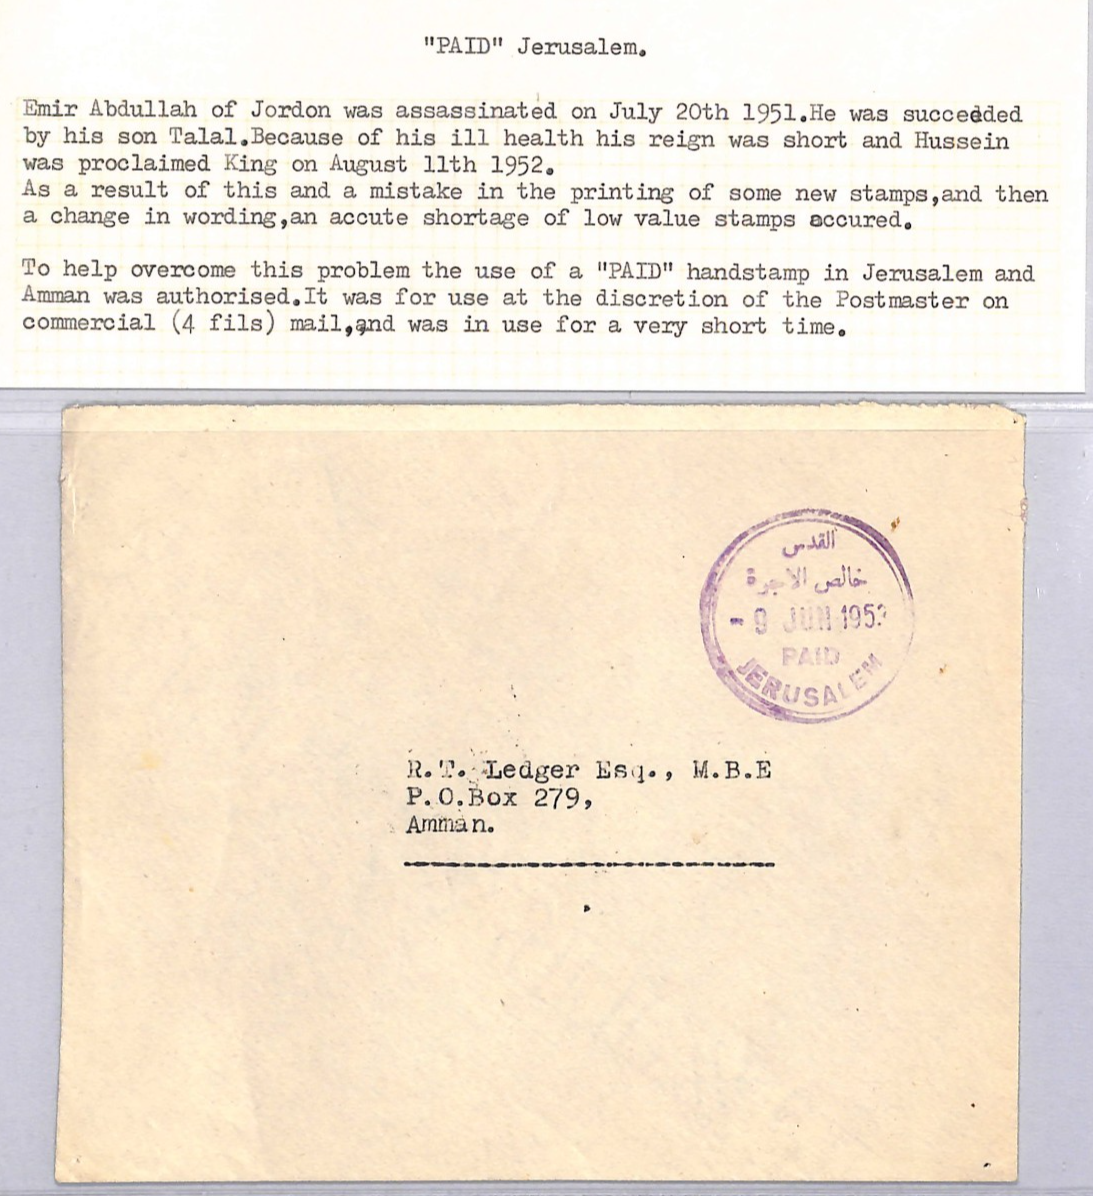 "PAID" Jerusalem.
Emir Abdullah of Jordon was assassinated on July 20th 1951.He was succedded
by his son Talal.Because of his ill health his reign was short and Hussein
was proclaimed King on August 11th 1952.
As a result of this and a mistake in the printing of some new stamps,and then
a change in wording,an accute shortage of low value stamps accured.
To help overcome this problem the use of a "PAID" handstamp in Jerusalem and
Amman was authorised.It was for use at the discretion of the Postmaster on
commercial (4 fils) mail,and was in use for a very short time.
القدس
خالص الاجرة
- 9 JUN 1953
PAID
JERUSALEM
R.T. Ledger Esq., M.B.E
P.O.Box 279,
Amman.